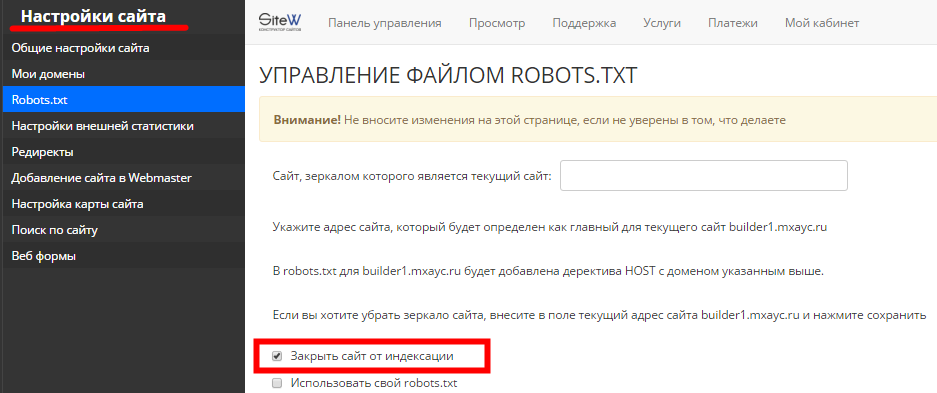 Настройки сайта
Общие настройки сайта
Мои домены
Robots.txt
Настройки внешней статистики
Редиректы
Добавление сайта в Webmaster
Настройка карты сайта
Поиск по сайту
Веб формы
SiteW
КОНСТРУКТОР САЙТОВ
Панель управления Просмотр Поддержка Услуги Платежи Мой кабинет
УПРАВЛЕНИЕ ФАЙЛОМ ROBOTS.TXT
Внимание! Не вносите изменения на этой странице, если не уверены в том, что делаете
Сайт, зеркалом которого является текущий сайт:
Укажите адрес сайта, который будет определен как главный для текущего сайт builder1.mxayc.ru
В robots.txt для builder1.mxayc.ru будет добавлена деректива HOST с доменом указанным выше.
Если вы хотите убрать зеркало сайта, внесите в поле текущий адрес сайта builder1.mxayc.ru и нажмите сохранить
Закрыть сайт от индексации
Использовать свой robots.txt